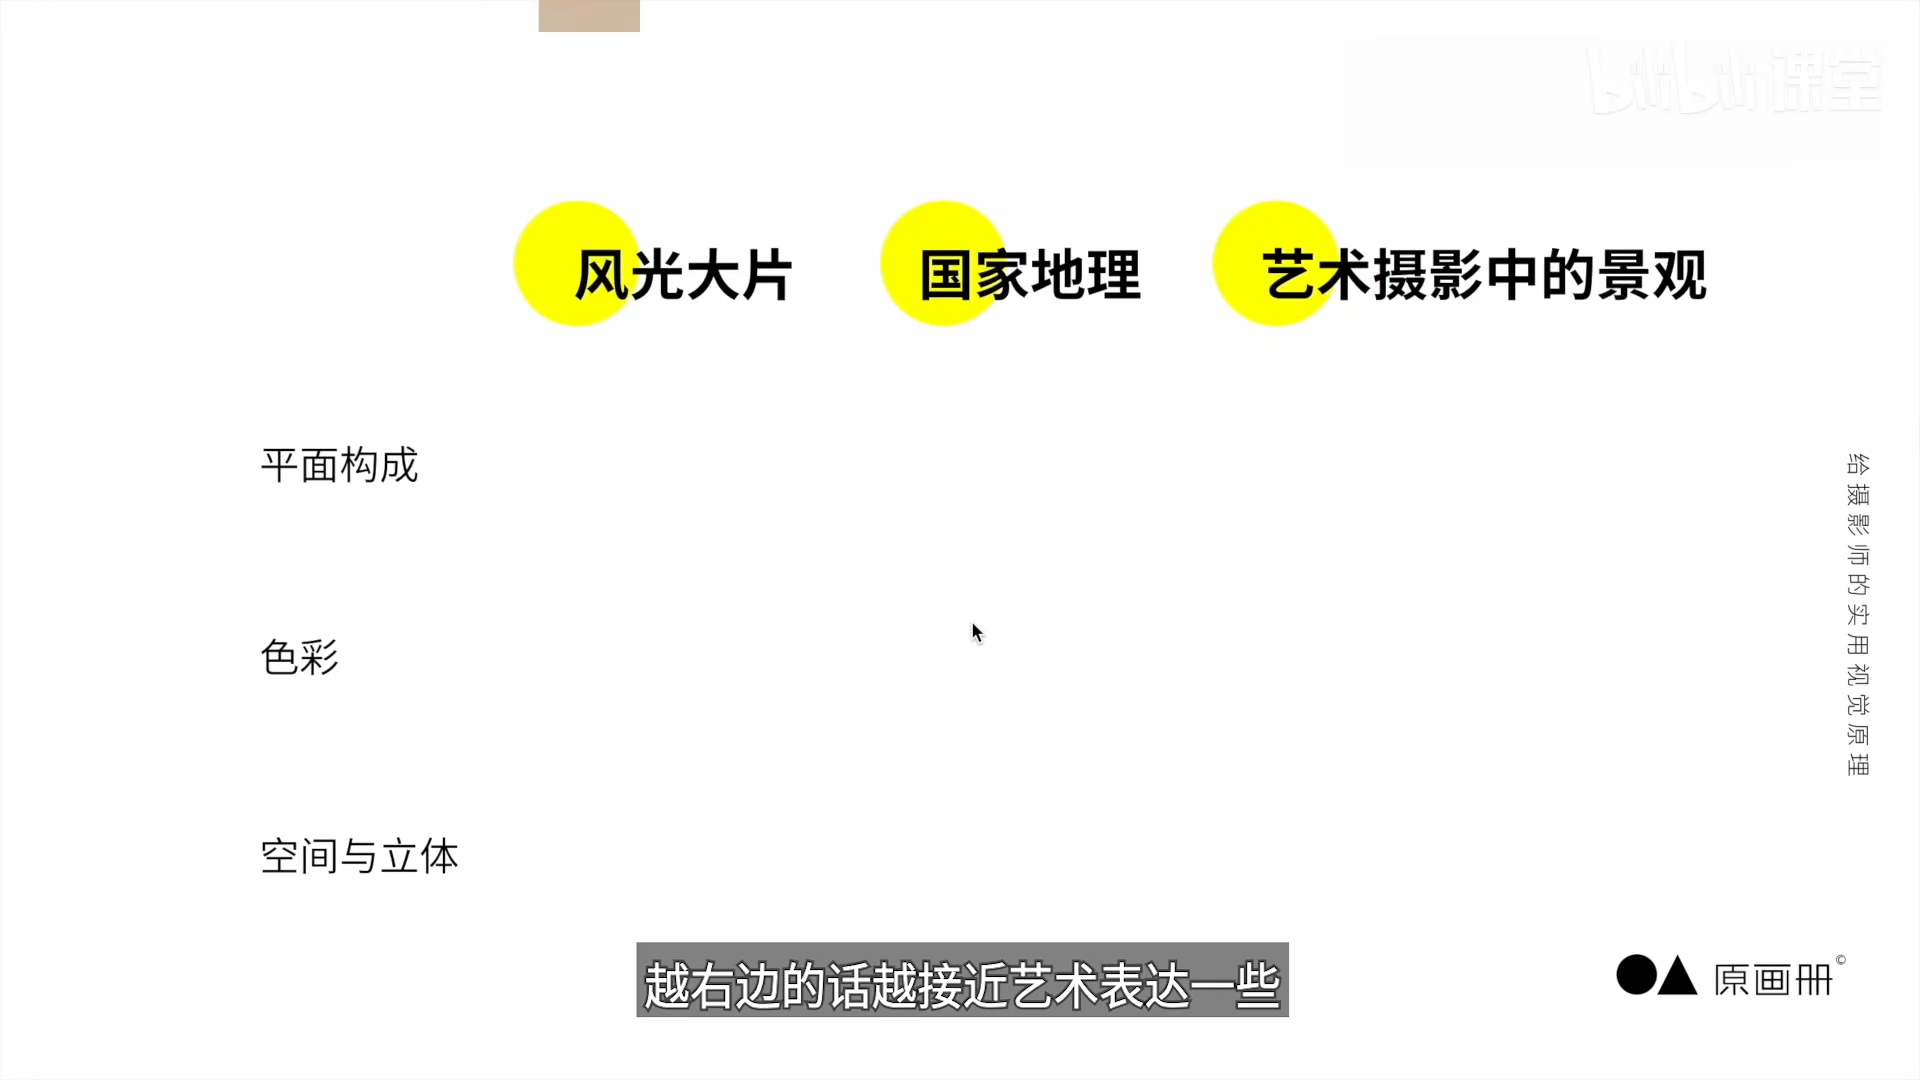 bilibili课堂
风光大片 国家地理 艺术摄影中的景观
平面构成
色彩
空间与立体
给摄影师的实用视觉原理
越右边的话越接近艺术表达一些
原画册©